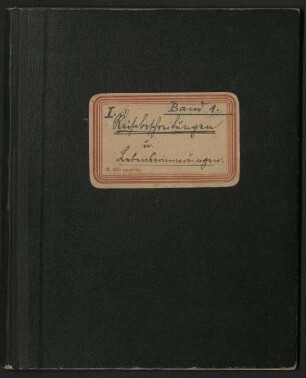 I. Band 1.
Reisebeschreibungen
u.
Lebenserinnerungen.